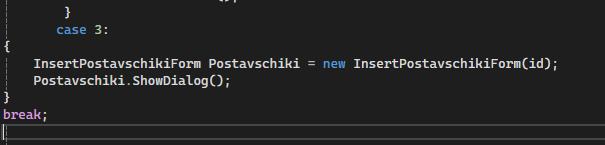 }
case 3:
{
InsertPostavschikiForm Postavschiki = new InsertPostavschikiForm(id);
Postavschiki.ShowDialog();
}
break;